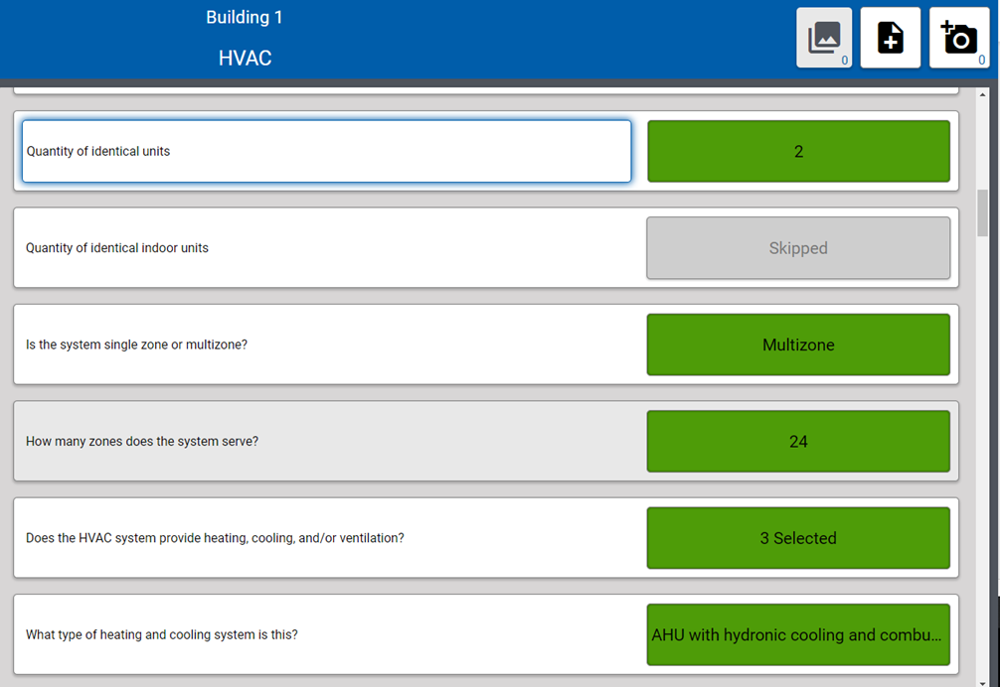 Building 1
HVAC
0
0
Quantity of identical units
2
Quantity of identical indoor units
Skipped
Is the system single zone or multizone?
Multizone
How many zones does the system serve?
24
Does the HVAC system provide heating, cooling, and/or ventilation?
3 Selected
What type of heating and cooling system is this?
AHU with hydronic cooling and combu...